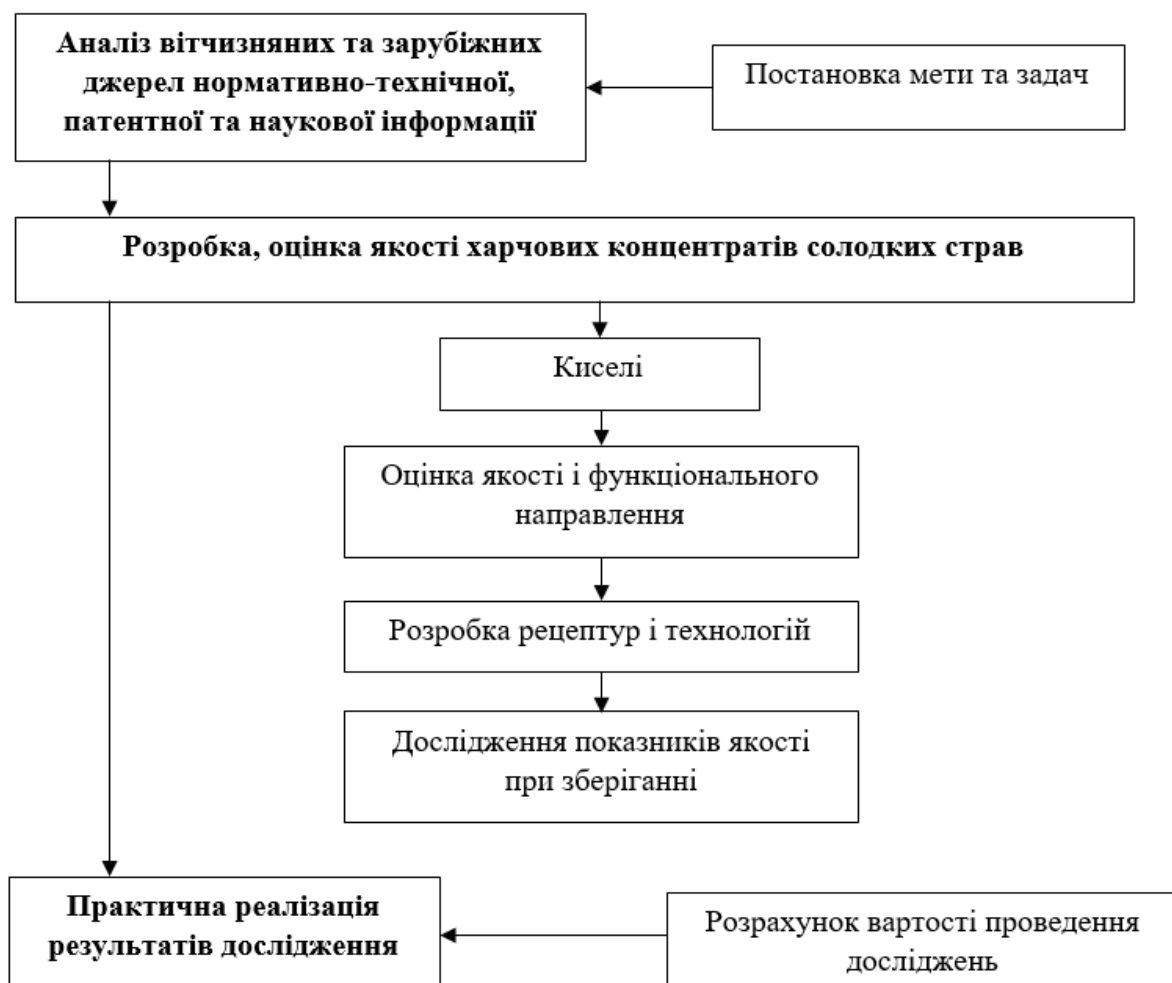 Аналіз вітчизняних та зарубіжних
джерел нормативно-технічної,
патентної та наукової інформації
Постановка мети та задач
Розробка, оцінка якості харчових концентратів солодких страв
Киселі
Оцінка якості і функціонального
направлення
Розробка рецептур і технологій
Дослідження показників якості
при зберіганні
Практична реалізація
результатів дослідження
Розрахунок вартості проведення
досліджень